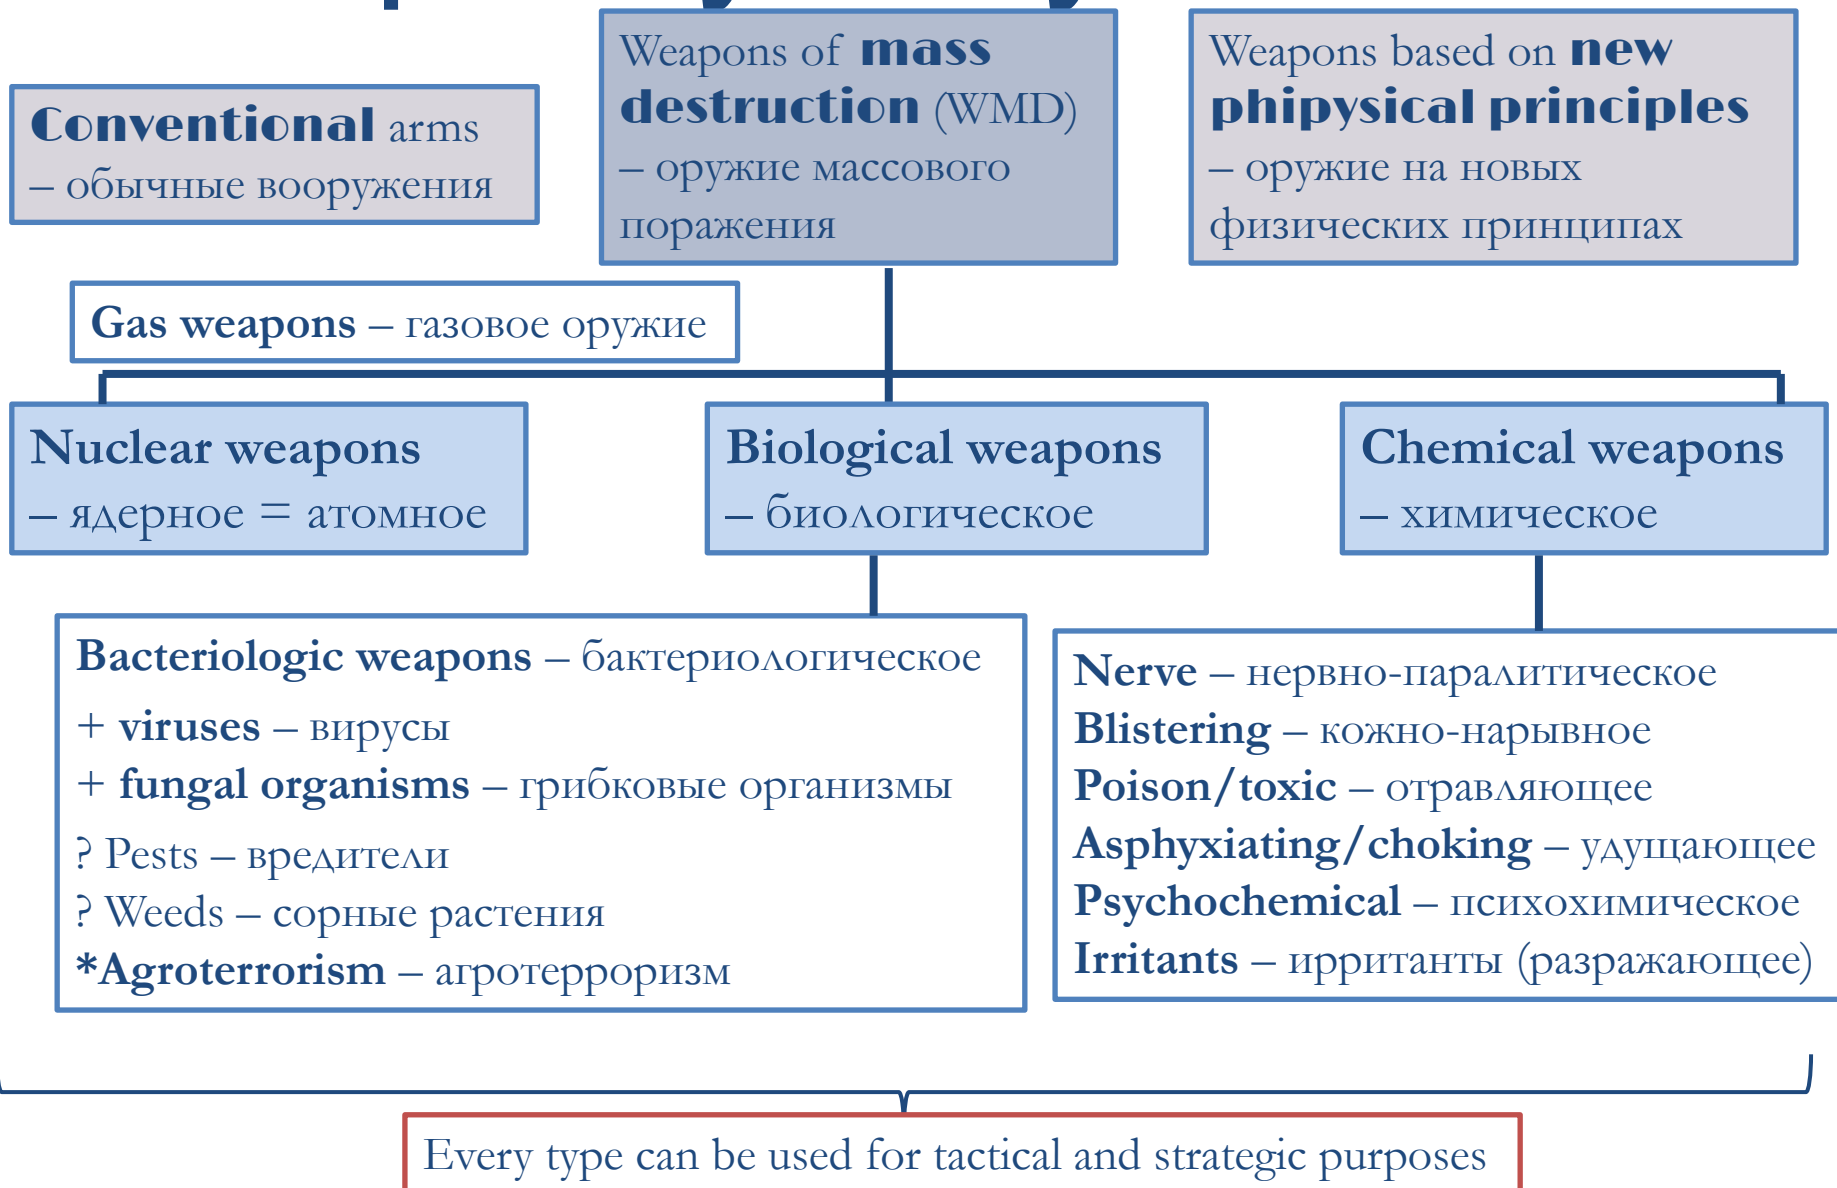 Conventional arms
– обычные вооружения
Weapons of mass
destruction (WMD)
– оружие массового
поражения
Weapons based on new
phipysical principles
– оружие на новых
физических принципах
Gas weapons – газовое оружие
Nuclear weapons
– ядерное = атомное
Biological weapons
– биологическое
Chemical weapons
– химическое
Bacteriologic weapons – бактериологическое
+ viruses – вирусы
+ fungal organisms – грибковые организмы
? Pests – вредители
? Weeds – сорные растения
*Agroterrorism – агротерроризм
Nerve – нервно-паралитическое
Blistering – кожно-нарывное
Poison/toxic – отравляющее
Asphyxiating/choking – удущающее
Psychochemical – психохимическое
Irritants – ирританты (разражающее)
Every type can be used for tactical and strategic purposes